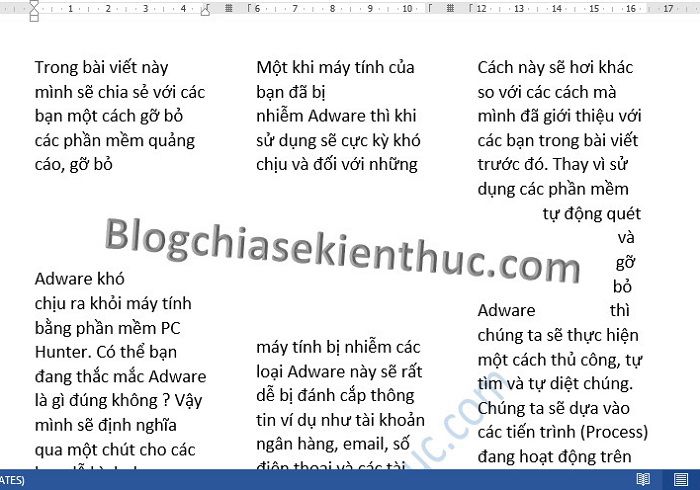 1 2 3 4 6 7 8 9 10 12 13 14 15 16 17
Trong bài viết này
mình sẽ chia sẻ với các
bạn một cách gỡ bỏ
các phần mềm quảng
cáo, gỡ bỏ
Adware khó
chịu ra khỏi máy tính
bằng phần mềm PC
Hunter. Có thể bạn
đang thắc mắc Adware
là gì đúng không ? Vậy
mình sẽ định nghĩa
qua một chút cho các
Một khi máy tính của
bạn đã bị
nhiễm Adware thì khi
sử dụng sẽ cực kỳ khó
chịu và đối với những
máy tính bị nhiễm các
loại Adware này sẽ rất
dễ bị đánh cắp thông
tin ví dụ như tài khoản
ngân hàng, email, số
điện thoại và các tài
Cách này sẽ hơi khác
so với các cách mà
mình đã giới thiệu với
các bạn trong bài viết
trước đó. Thay vì sử
dụng các phần mềm
tự động quét
và
gỡ
bỏ
Adware thì
chúng ta sẽ thực hiện
một cách thủ công, tự
tìm và tự diệt chúng.
Chúng ta sẽ dựa vào
các tiến trình (Process)
đang hoạt động trên
Blogchiasekienthuc.com
uc.com
ATES)